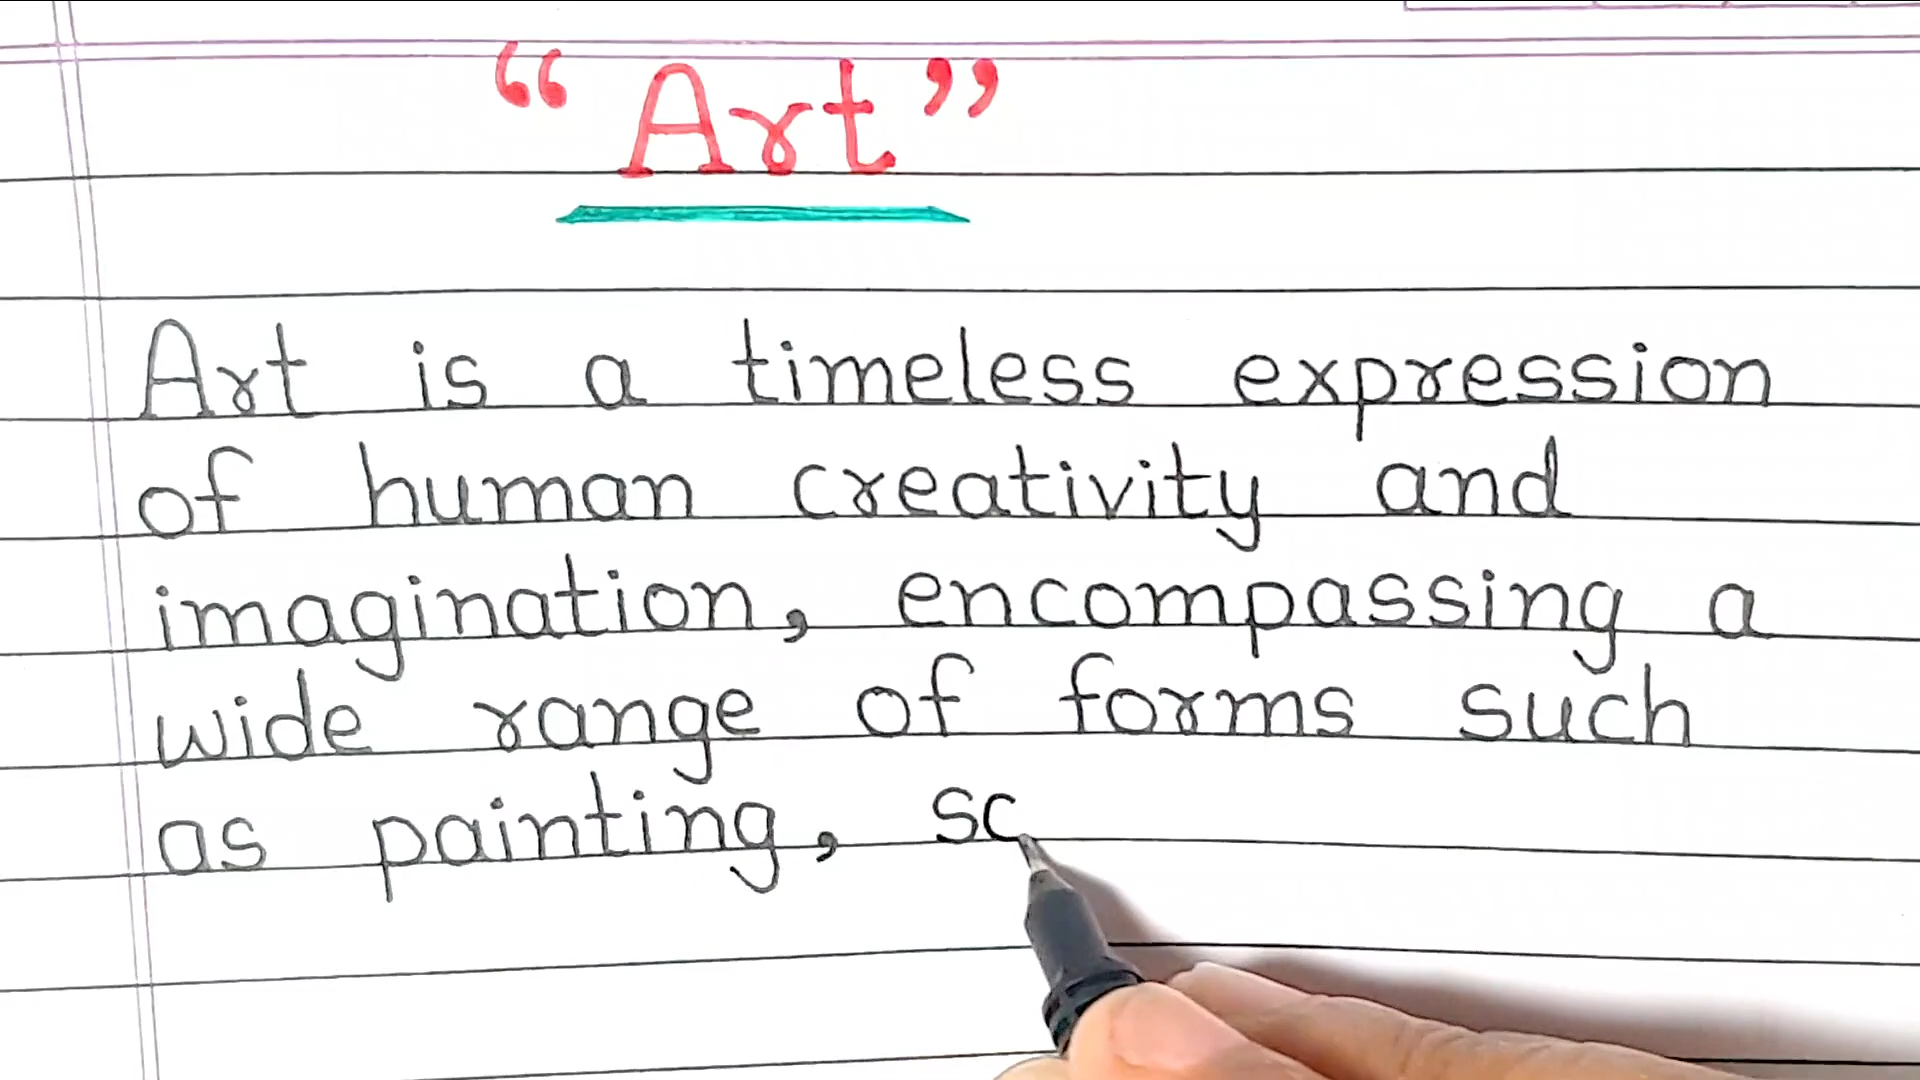 “Art”
Art is a timeless expression
of human creativity and
imagination, encompassing a
wide range of forms such
as painting, sc